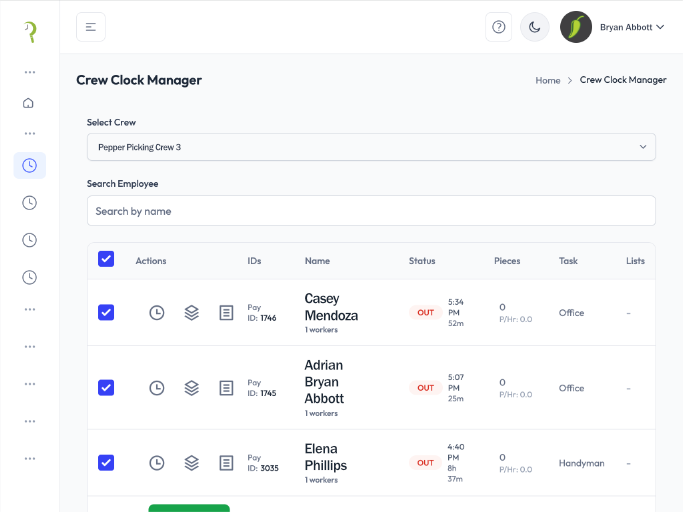 Bryan Abbott
Crew Clock Manager
Home > Crew Clock Manager
Select Crew
Pepper Picking Crew 3
Search Employee
Search by name
Actions IDs Name Status Pieces Task Lists
Pay ID: 1746
Casey Mendoza
1 workers
OUT
5:34 PM
52m
0
P/Hr: 0.0
Office
-
Pay ID: 1745
Adrian Bryan Abbott
1 workers
OUT
5:07 PM
25m
0
P/Hr: 0.0
Office
-
Pay ID: 3035
Elena Phillips
1 workers
OUT
4:40 PM
8h 37m
0
P/Hr: 0.0
Handyman
-